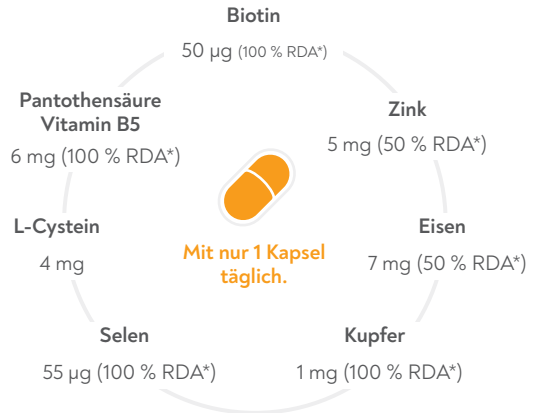 Biotin
50 µg (100 % RDA*)
Pantothensäure
Vitamin B5
6 mg (100 % RDA*)
Zink
5 mg (50 % RDA*)
L-Cystein
4 mg
Mit nur 1 Kapsel
täglich.
Eisen
7 mg (50 % RDA*)
Selen
55 µg (100 % RDA*)
Kupfer
1 mg (100 % RDA*)